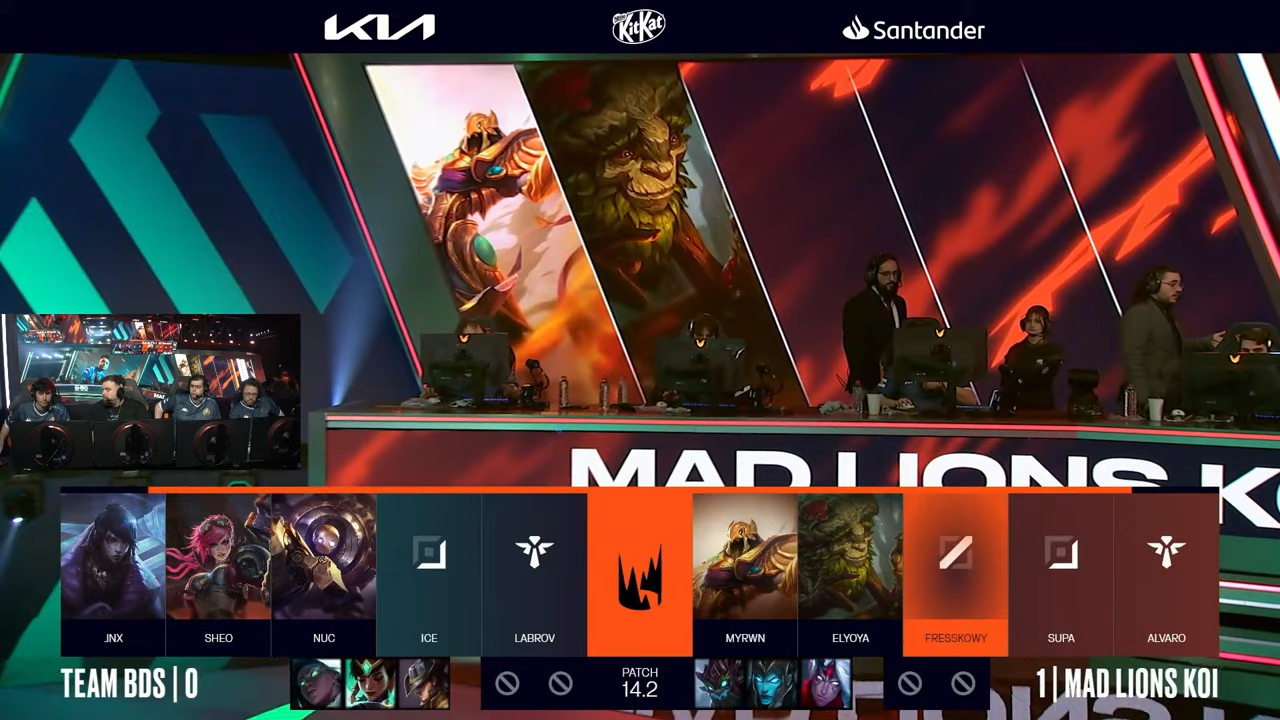 KIA
KitKat
Santander
MAD LIONS K
JNX
SHEO
NUC
ICE
LABROV
MYRWN
ELYOYA
FRESSKOWY
SUPA
ALVARO
TEAM BDS | 0
PATCH
14.2
1 | MAD LIONS KOI